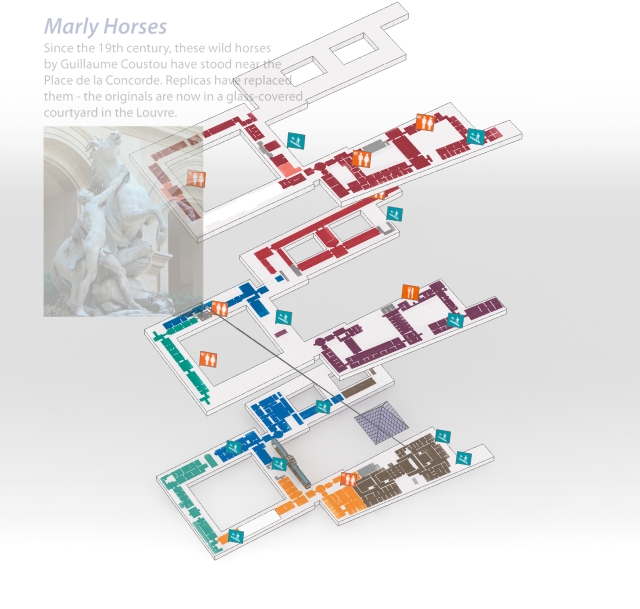 Marly Horses
Since the 19th century, these wild horses
by Guillaume Coustou have stood near the
Place de la Concorde. Replicas have replaced
them - the originals are now in a glass-covered
courtyard in the Louvre.